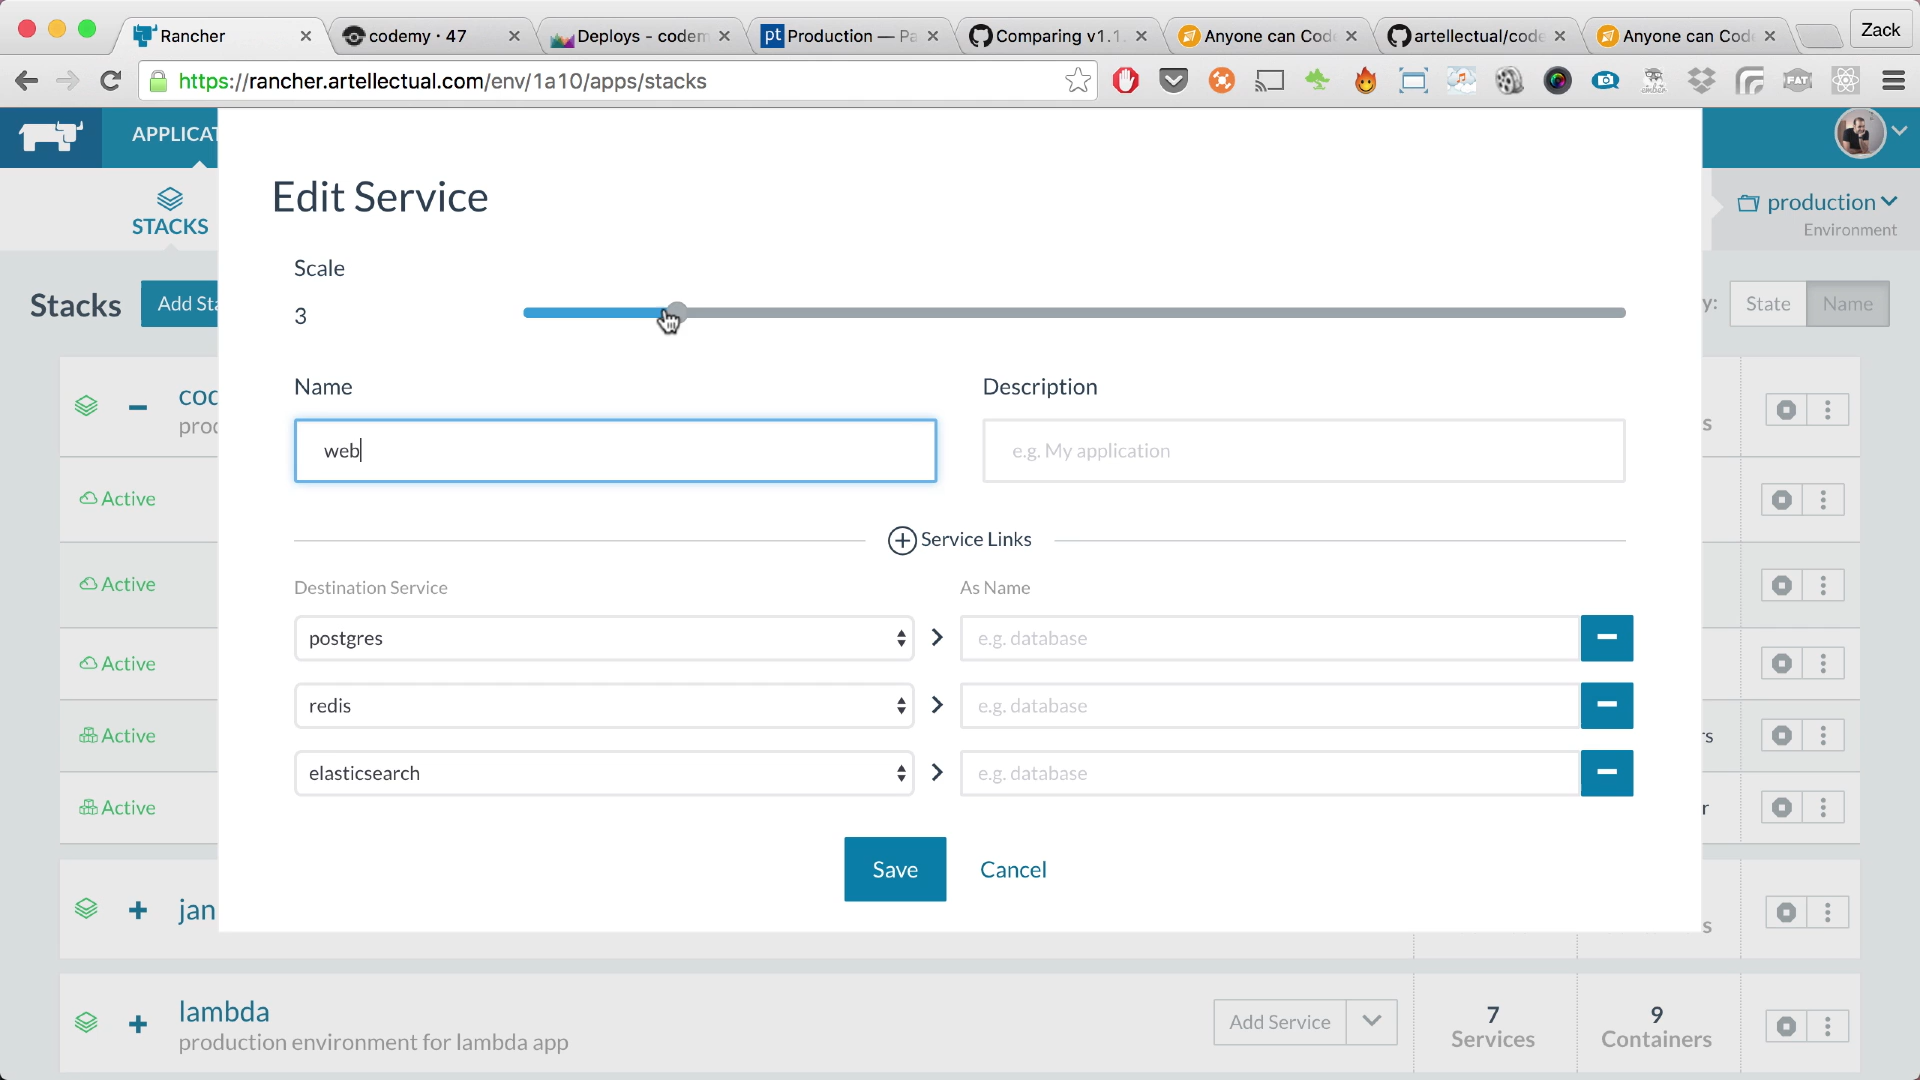 Rancher
codemy · 47
Deploys - codem
pt Production — Pa
Comparing v1.1.
Anyone can Cod
artellectual/code
Anyone can Cod
Zack
https://rancher.artellectual.com/env/1a10/apps/stacks
FAT
APPLICAT
STACKS
production
Environment
Edit Service
Scale
3
Stacks
Add Sta
y:
State
Name
Name
Description
coc
proc
s
web
e.g. My application
Active
Service Links
Destination Service
As Name
Active
postgres
e.g. database
Active
redis
e.g. database
Active
rs
elasticsearch
e.g. database
Active
r
Save
Cancel
jan
s
lambda
production environment for lambda app
Add Service
7
Services
9
Containers